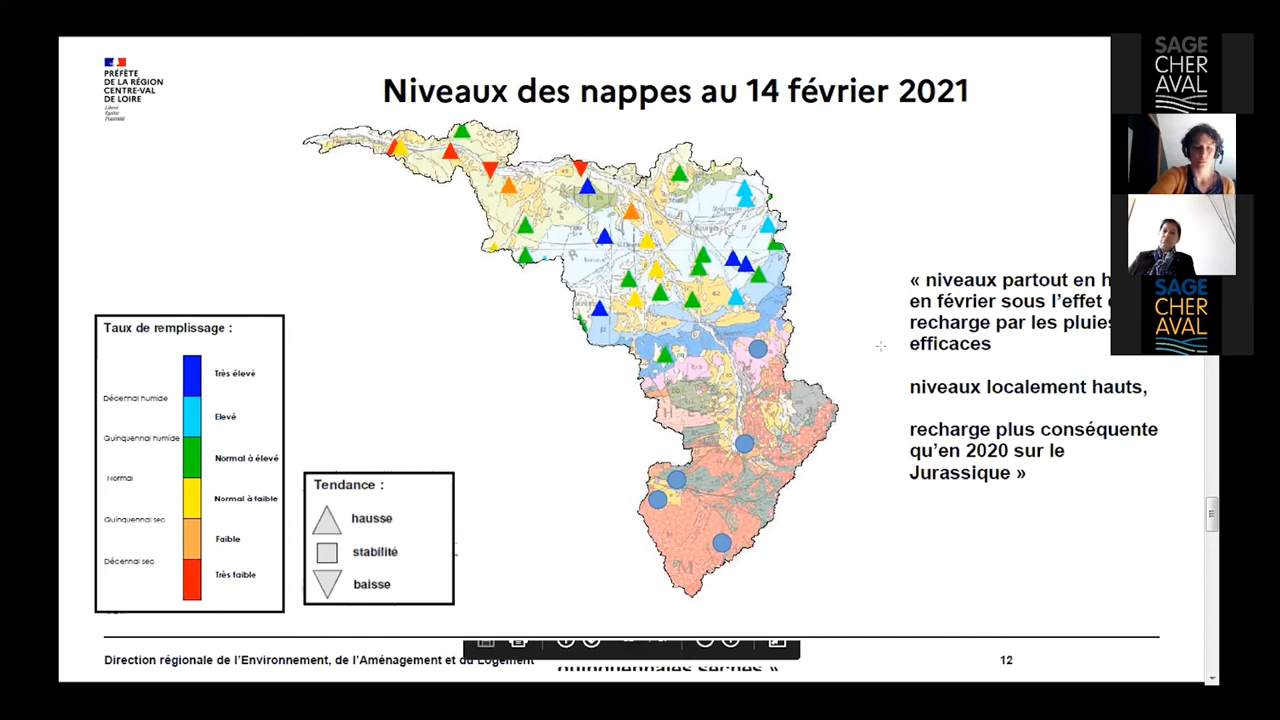 PRÉFÈTE
DE LA RÉGION
CENTRE-VAL
DE LOIRE
Liberté
Égalité
Fraternité
Niveaux des nappes au 14 février 2021
SAGE
CHER
AVAL
SAGE
CHER
AVAL
« niveaux partout en h
en février sous l'effet
recharge par les pluies
efficaces
niveaux localement hauts,
recharge plus conséquente
qu'en 2020 sur le
Jurassique »
Taux de remplissage :
Très élevé
Décennal humide
Elevé
Quinquennal humide
Normal à élevé
Normal
Normal à faible
Quinquennal sec
Faible
Décennal sec
Très faible
Tendance :
hausse
stabilité
baisse
Direction régionale de l'Environnement, de l'Aménagement et du Logement
12
quinquennales sèches »